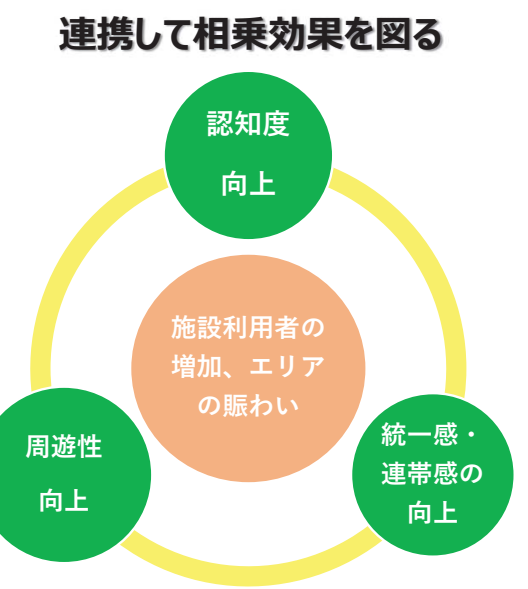 連携して相乗効果を図る
認知度
向上
施設利用者の
増加、エリア
の賑わい
周遊性
向上
統一感・
連帯感の
向上